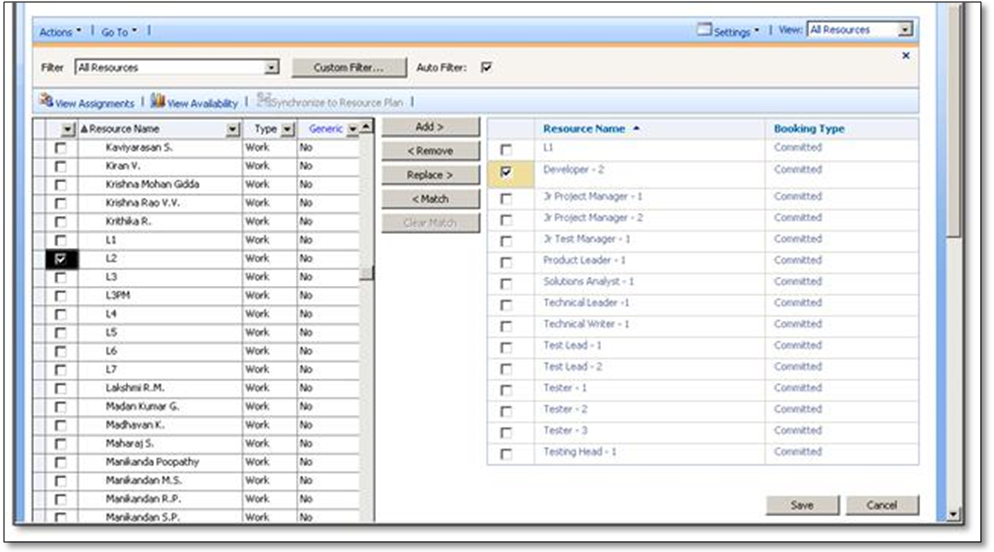 Actions Go To Settings View: All Resources
Filter All Resources Custom Filter... Auto Filter:
View Assignments View Availability Synchronize to Resource Plan
Resource Name Type Generic
Kaviyarasan S. Work No
Kiran V. Work No
Krishna Mohan Gidda Work No
Krishna Rao V.V. Work No
Krithika R. Work No
L1 Work No
L2 Work No
L3 Work No
L3PM Work No
L4 Work No
L5 Work No
L6 Work No
L7 Work No
Lakshmi R.M. Work No
Madan Kumar G. Work No
Madhavan K. Work No
Maharaj S. Work No
Manikanda Poopathy Work No
Manikandan M.S. Work No
Manikandan R.P. Work No
Manikandan S.P. Work No
Add >
< Remove
Replace >
< Match
Clear Match
Resource Name Booking Type
L1 Committed
Developer - 2 Committed
Jr Project Manager - 1 Committed
Jr Project Manager - 2 Committed
Jr Test Manager - 1 Committed
Product Leader - 1 Committed
Solutions Analyst - 1 Committed
Technical Leader -1 Committed
Technical Writer - 1 Committed
Test Lead - 1 Committed
Test Lead - 2 Committed
Tester - 1 Committed
Tester - 2 Committed
Tester - 3 Committed
Testing Head - 1 Committed
Save Cancel